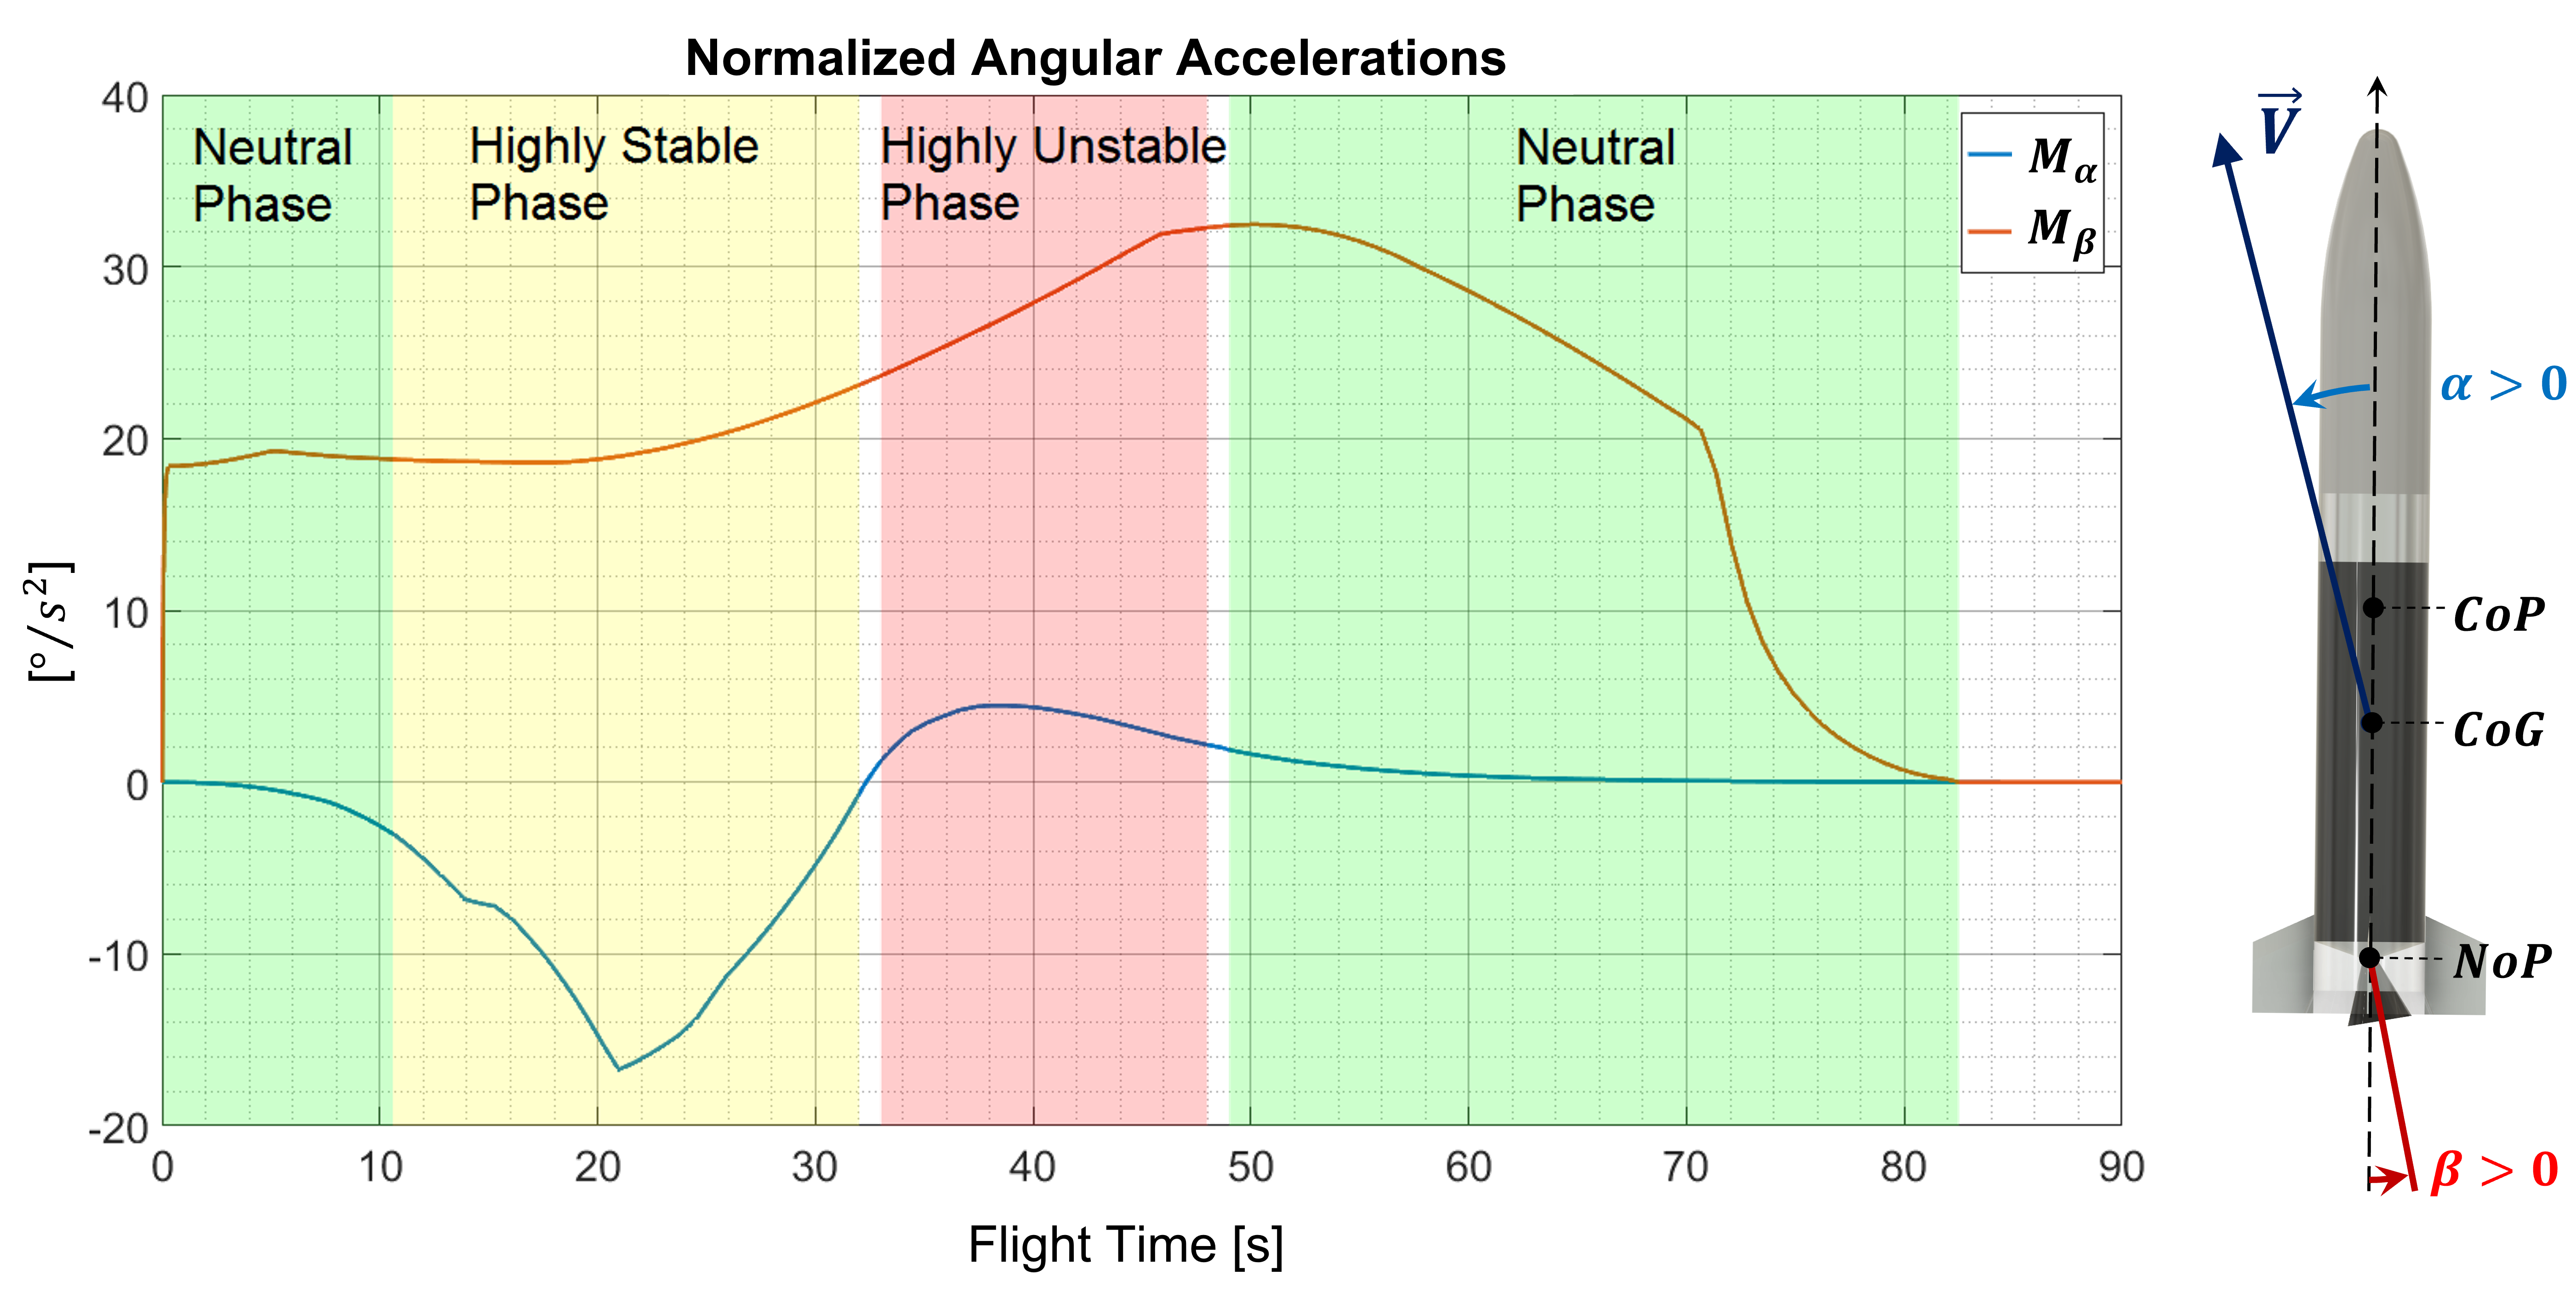 Normalized Angular Accelerations
40
30
20
10
0
-10
-20
[°/s²]
Neutral
Phase
Highly Stable
Phase
Highly Unstable
Phase
Neutral
Phase
M_α
M_β
0 10 20 30 40 50 60 70 80 90
Flight Time [s]
V⃗
α > 0
CoP
CoG
NoP
β > 0